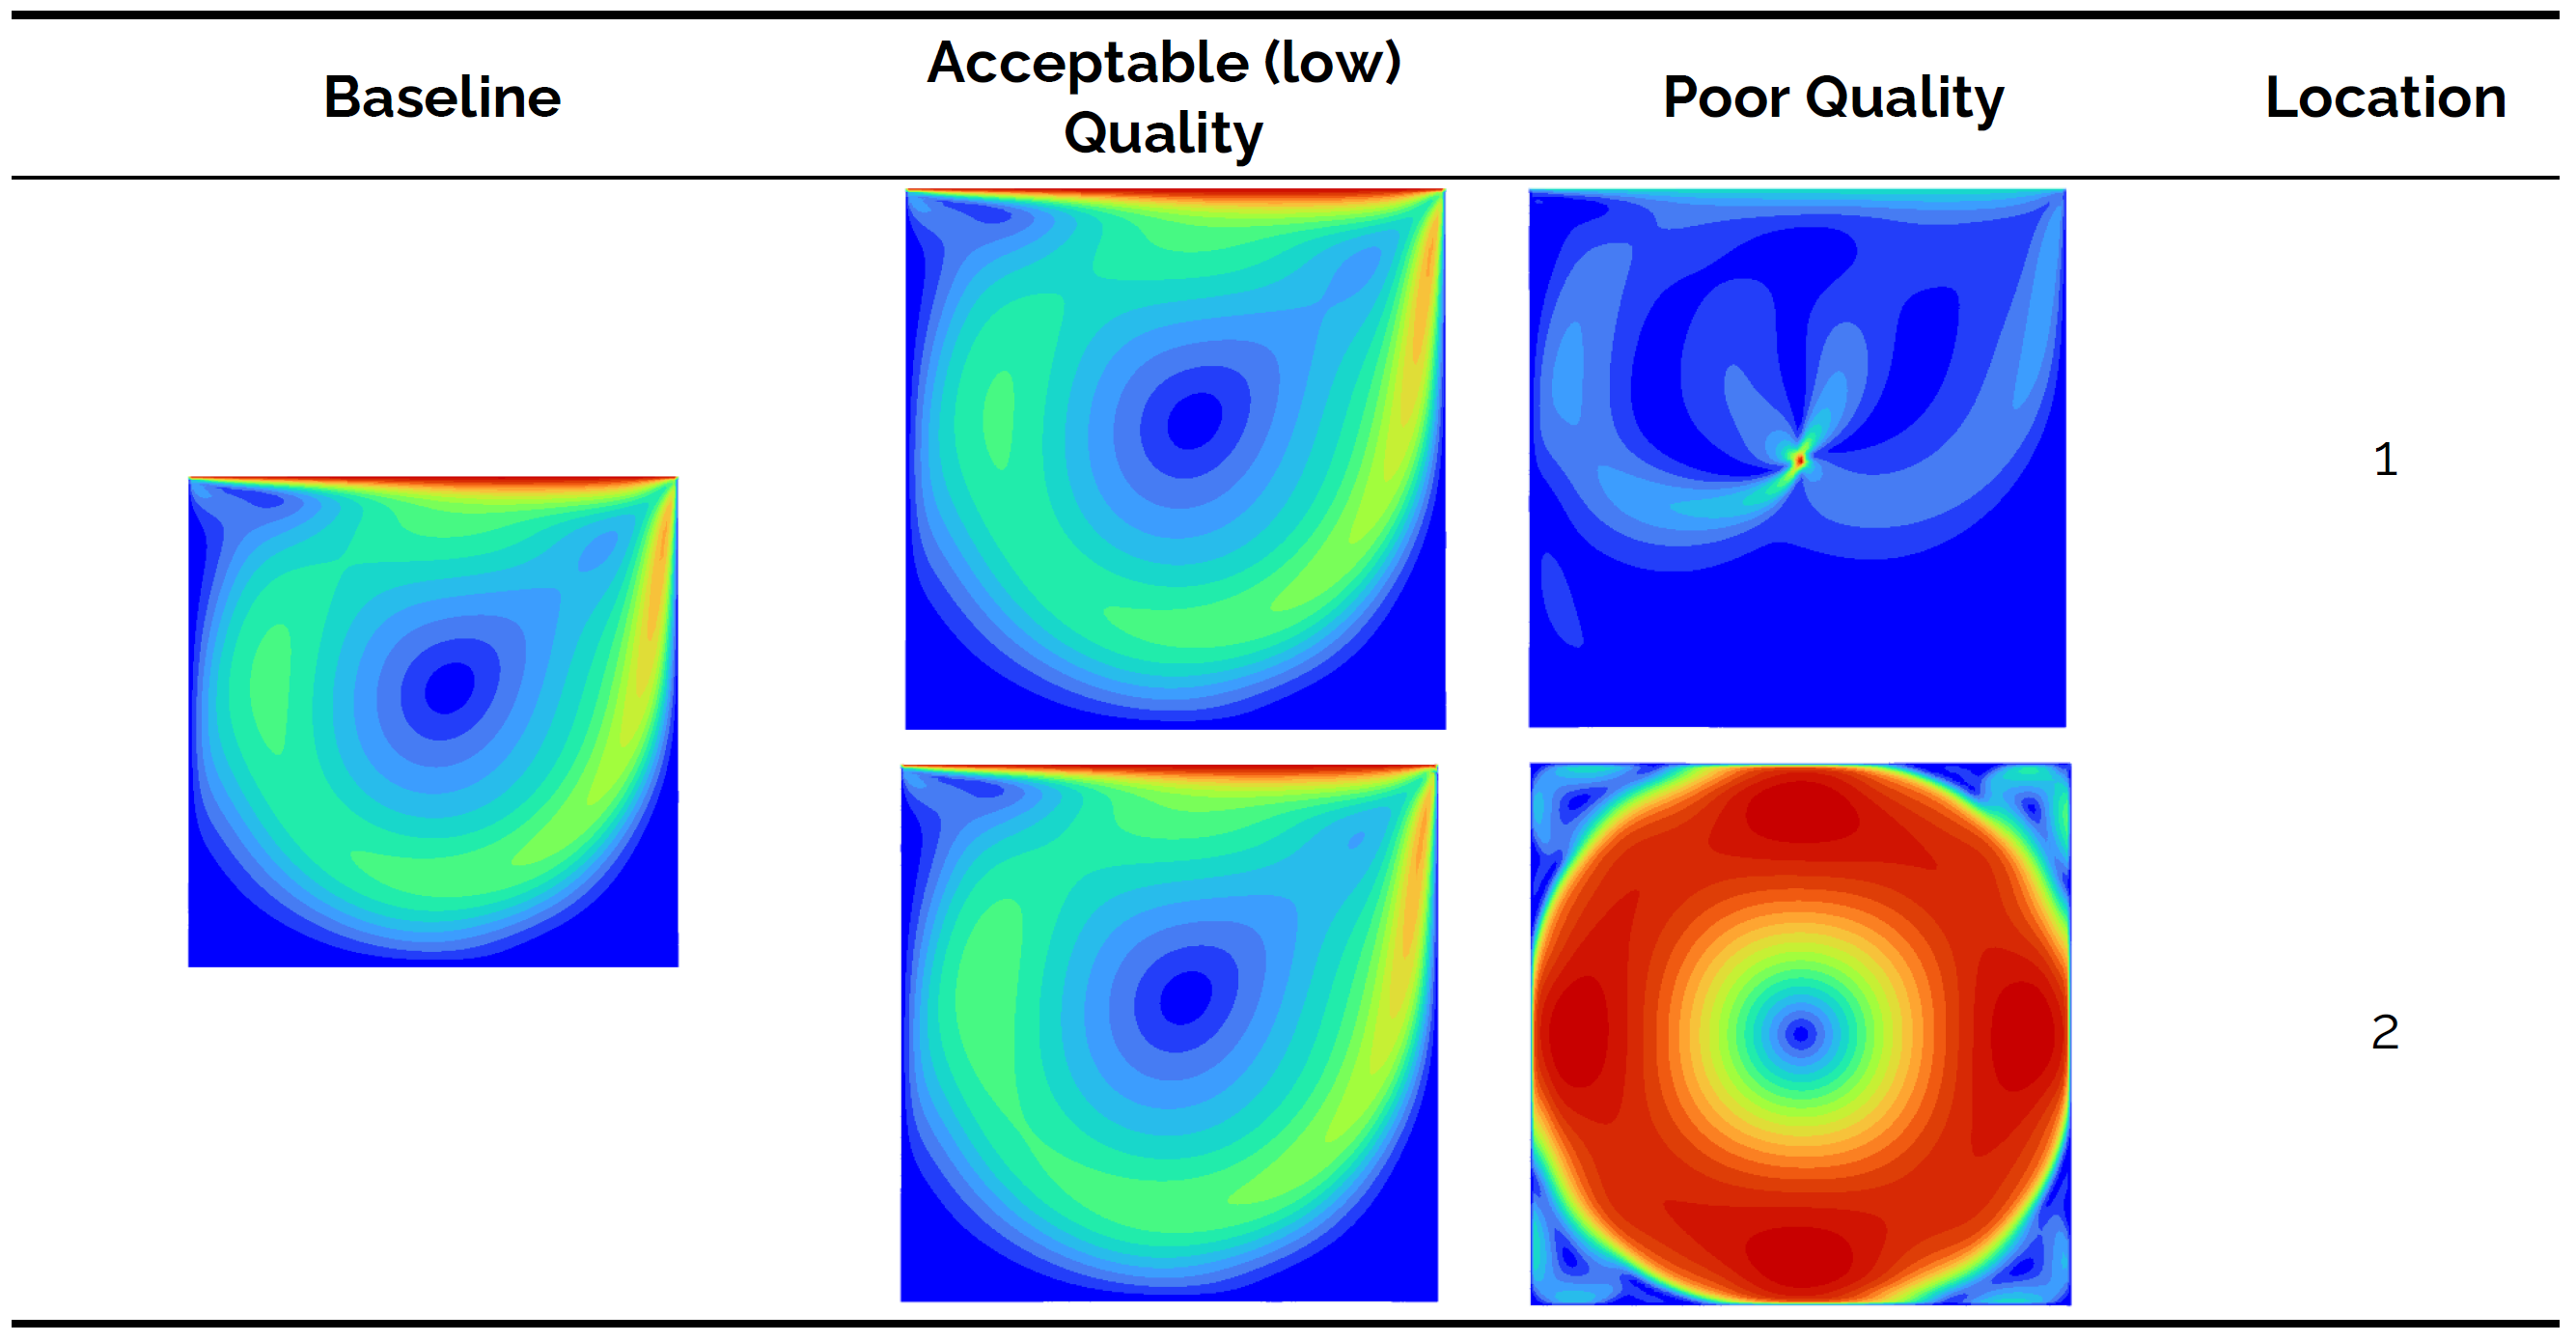 Baseline
Acceptable (low)
Quality
Poor Quality
Location
1
2